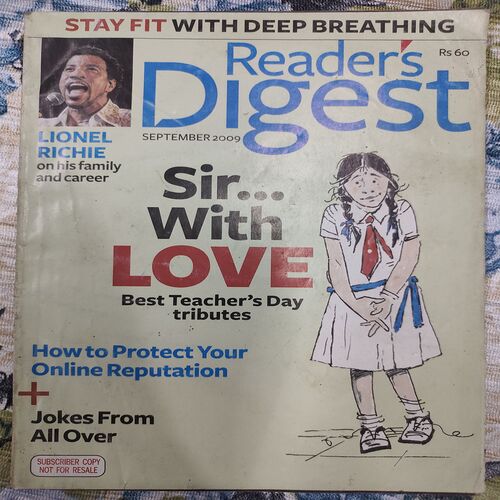 STAY FIT WITH DEEP BREATHING
Reader's
Rs 60
Digest
SEPTEMBER 2009
LIONEL
RICHIE
on his family
and career
Sir...
With
LOVE
Best Teacher's Day
tributes
How to Protect Your
Online Reputation
+
Jokes From
All Over
SUBSCRIBER COPY
NOT FOR RESALE